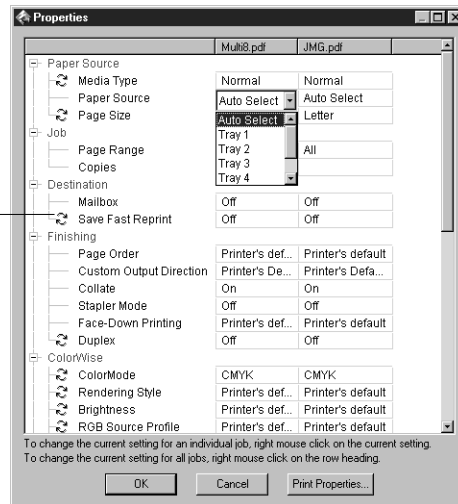 Properties
Multi8.pdf JMG.pdf
Paper Source
Media Type Normal Normal
Paper Source Auto Select Auto Select
Page Size Auto Select Letter
Tray 1
Job
Page Range Tray 2 All
Tray 3
Copies Tray 4
Destination
Mailbox Off Off
Save Fast Reprint Off Off
Finishing
Page Order Printer's def... Printer's default
Custom Output Direction Printer's De... Printer's Defa...
Collate On On
Stapler Mode Off Off
Face-Down Printing Printer's def... Printer's default
Duplex Off Off
ColorWise
ColorMode CMYK CMYK
Rendering Style Printer's def... Printer's default
Brightness Printer's def... Printer's default
RGB Source Profile Printer's def... Printer's default
To change the current setting for an individual job, right mouse click on the current setting.
To change the current setting for all jobs, right mouse click on the row heading.
OK Cancel Print Properties...